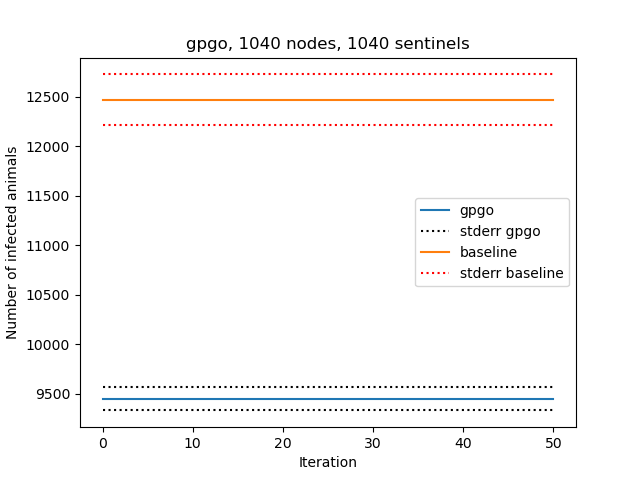 gpgo, 1040 nodes, 1040 sentinels
Number of infected animals
12500
12000
11500
11000
10500
10000
9500
gpgo
stderr gpgo
baseline
stderr baseline
0 10 20 30 40 50
Iteration